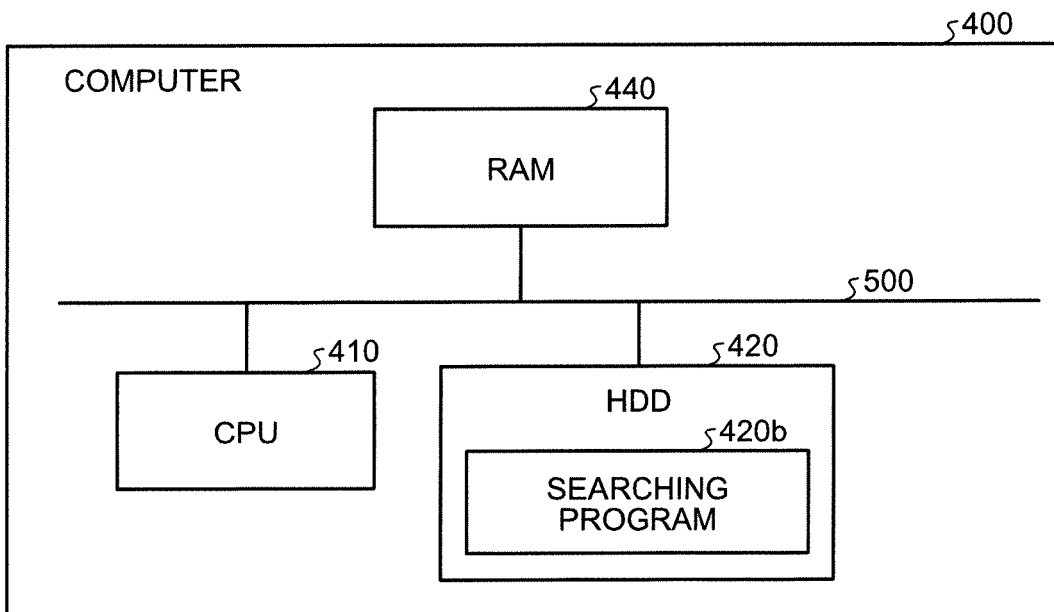 400
COMPUTER
440
RAM
500
410
CPU
420
HDD
420b
SEARCHING
PROGRAM